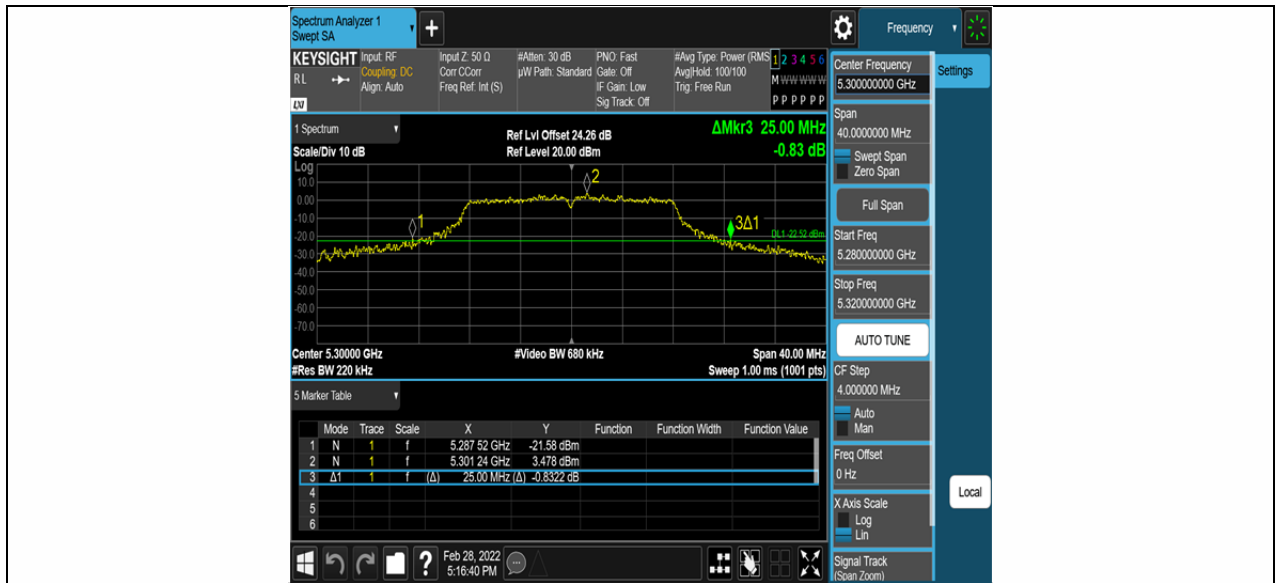 Spectrum Analyzer 1
Swept SA
+
Frequency
KEYSIGHT
RL
LXI
Input: RF
Coupling: DC
Align: Auto
Input Z: 50 Ω
Corr CCorr
Freq Ref: Int (S)
#Atten: 30 dB
µW Path: Standard
PNO: Fast
Gate: Off
IF Gain: Low
Sig Track: Off
#Avg Type: Power (RMS
Avg|Hold: 100/100
Trig: Free Run
1 2 3 4 5 6
M W W W W W
P P P P P P
1 Spectrum
Scale/Div 10 dB
Ref Lvl Offset 24.26 dB
Ref Level 20.00 dBm
ΔMkr3 25.00 MHz
-0.83 dB
Log
10.0
0.00
-10.0
-20.0
-30.0
-40.0
-50.0
-60.0
-70.0
1
2
3Δ1
DL1 -22.52 dBm
Center 5.30000 GHz
#Res BW 220 kHz
#Video BW 680 kHz
Span 40.00 MHz
Sweep 1.00 ms (1001 pts)
5 Marker Table
Mode Trace Scale X Y Function Function Width Function Value
1 N 1 f 5.287 52 GHz -21.58 dBm
2 N 1 f 5.301 24 GHz 3.478 dBm
3 Δ1 1 f (Δ) 25.00 MHz (Δ) -0.8322 dB
4
5
6
?
Feb 28, 2022
5:16:40 PM
Center Frequency
5.300000000 GHz
Span
40.0000000 MHz
Swept Span
Zero Span
Full Span
Start Freq
5.280000000 GHz
Stop Freq
5.320000000 GHz
AUTO TUNE
CF Step
4.000000 MHz
Auto
Man
Freq Offset
0 Hz
X Axis Scale
Log
Lin
Signal Track
(Span Zoom)
Settings
Local